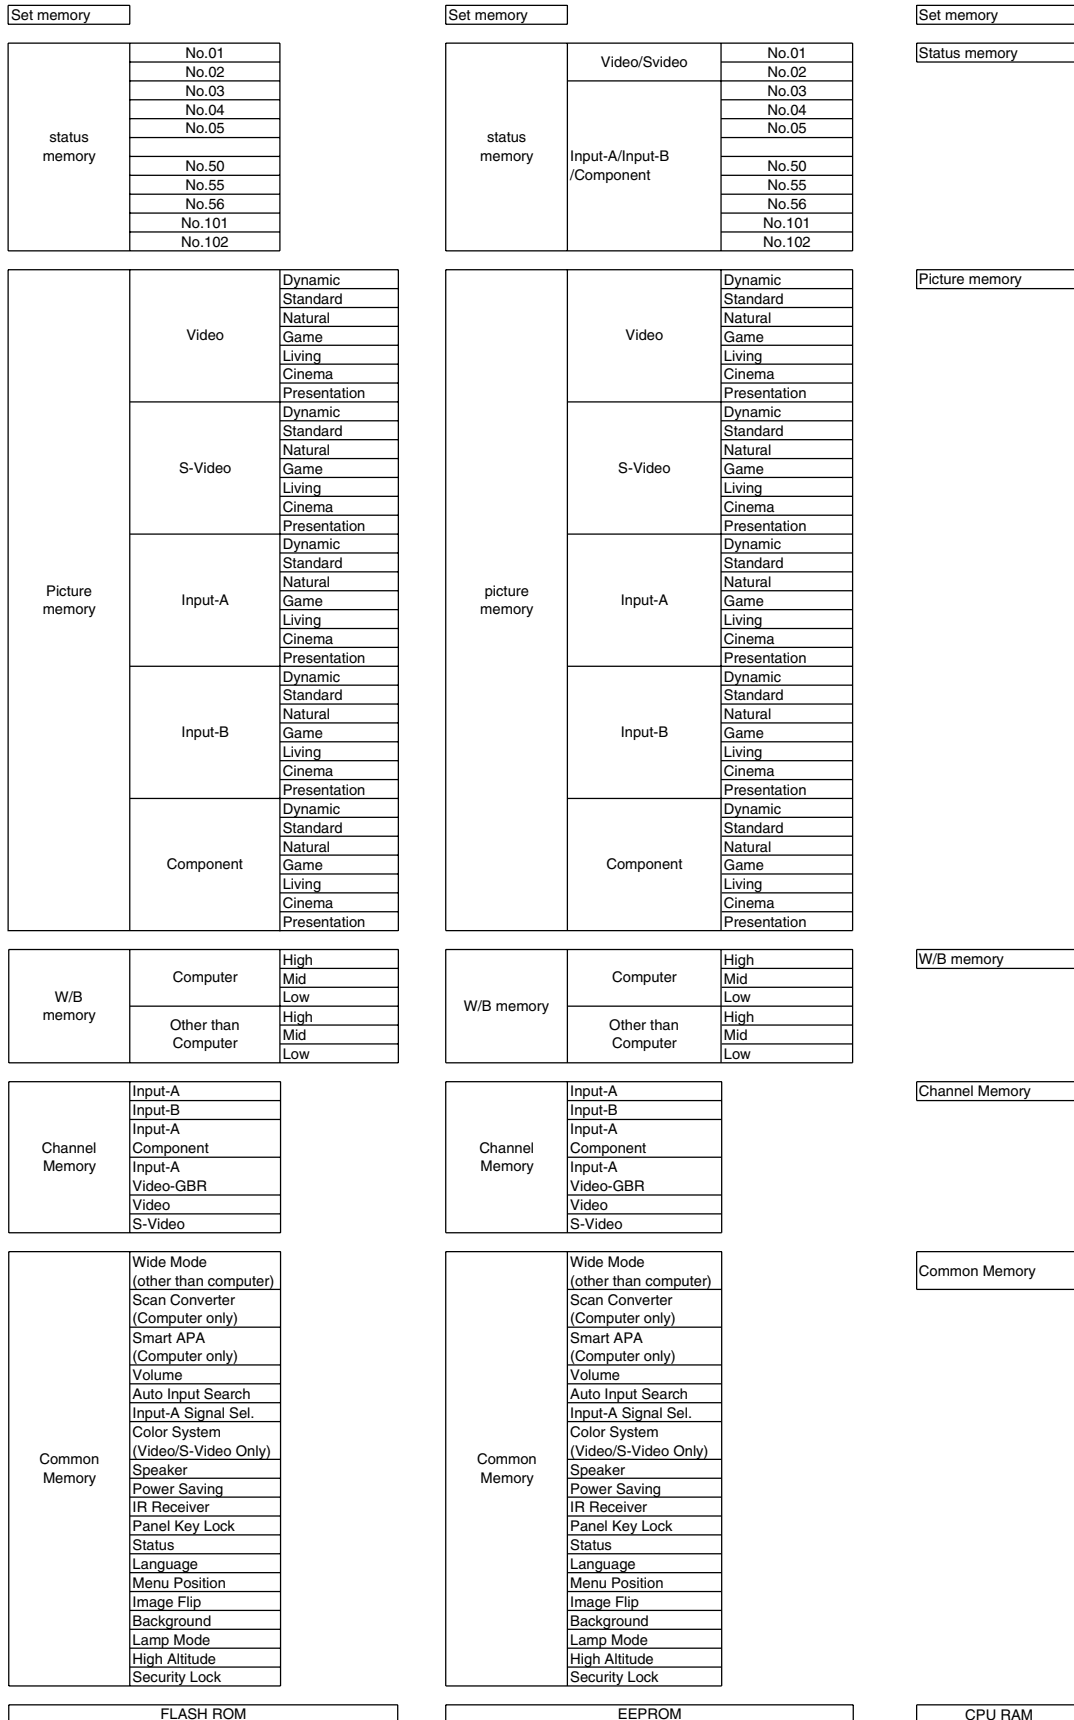 Set memory
status
memory
No.01
No.02
No.03
No.04
No.05
No.50
No.55
No.56
No.101
No.102
Picture
memory
Video
Dynamic
Standard
Natural
Game
Living
Cinema
Presentation
S-Video
Dynamic
Standard
Natural
Game
Living
Cinema
Presentation
Input-A
Dynamic
Standard
Natural
Game
Living
Cinema
Presentation
Input-B
Dynamic
Standard
Natural
Game
Living
Cinema
Presentation
Component
Dynamic
Standard
Natural
Game
Living
Cinema
Presentation
W/B
memory
Computer
High
Mid
Low
Other than
Computer
High
Mid
Low
Channel
Memory
Input-A
Input-B
Input-A
Component
Input-A
Video-GBR
Video
S-Video
Common
Memory
Wide Mode
(other than computer)
Scan Converter
(Computer only)
Smart APA
(Computer only)
Volume
Auto Input Search
Input-A Signal Sel.
Color System
(Video/S-Video Only)
Speaker
Power Saving
IR Receiver
Panel Key Lock
Status
Language
Menu Position
Image Flip
Background
Lamp Mode
High Altitude
Security Lock
FLASH ROM
Set memory
status
memory
Video/Svideo
No.01
No.02
Input-A/Input-B
/Component
No.03
No.04
No.05
No.50
No.55
No.56
No.101
No.102
picture
memory
Video
Dynamic
Standard
Natural
Game
Living
Cinema
Presentation
S-Video
Dynamic
Standard
Natural
Game
Living
Cinema
Presentation
Input-A
Dynamic
Standard
Natural
Game
Living
Cinema
Presentation
Input-B
Dynamic
Standard
Natural
Game
Living
Cinema
Presentation
Component
Dynamic
Standard
Natural
Game
Living
Cinema
Presentation
W/B memory
Computer
High
Mid
Low
Other than
Computer
High
Mid
Low
Channel
Memory
Input-A
Input-B
Input-A
Component
Input-A
Video-GBR
Video
S-Video
Common
Memory
Wide Mode
(other than computer)
Scan Converter
(Computer only)
Smart APA
(Computer only)
Volume
Auto Input Search
Input-A Signal Sel.
Color System
(Video/S-Video Only)
Speaker
Power Saving
IR Receiver
Panel Key Lock
Status
Language
Menu Position
Image Flip
Background
Lamp Mode
High Altitude
Security Lock
EEPROM
Set memory
Status memory
Picture memory
W/B memory
Channel Memory
Common Memory
CPU RAM